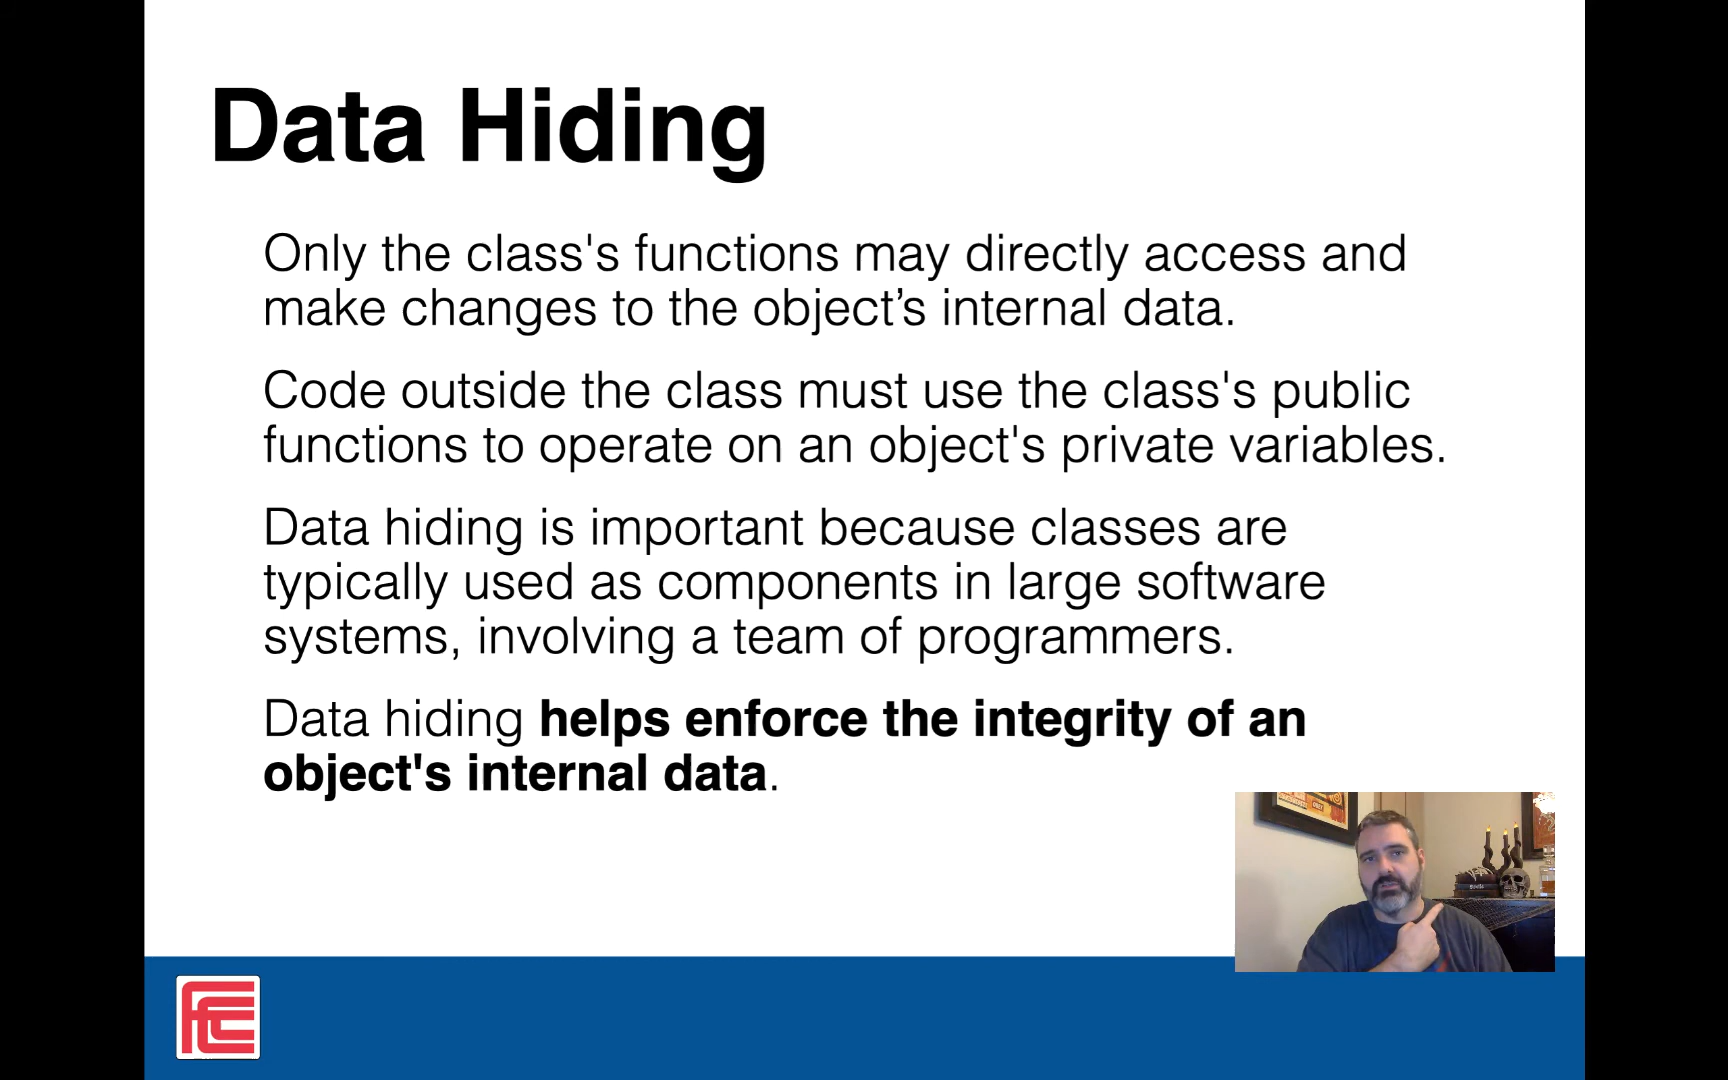 Data Hiding
Only the class's functions may directly access and
make changes to the object’s internal data.
Code outside the class must use the class's public
functions to operate on an object's private variables.
Data hiding is important because classes are
typically used as components in large software
systems, involving a team of programmers.
Data hiding helps enforce the integrity of an
object's internal data.